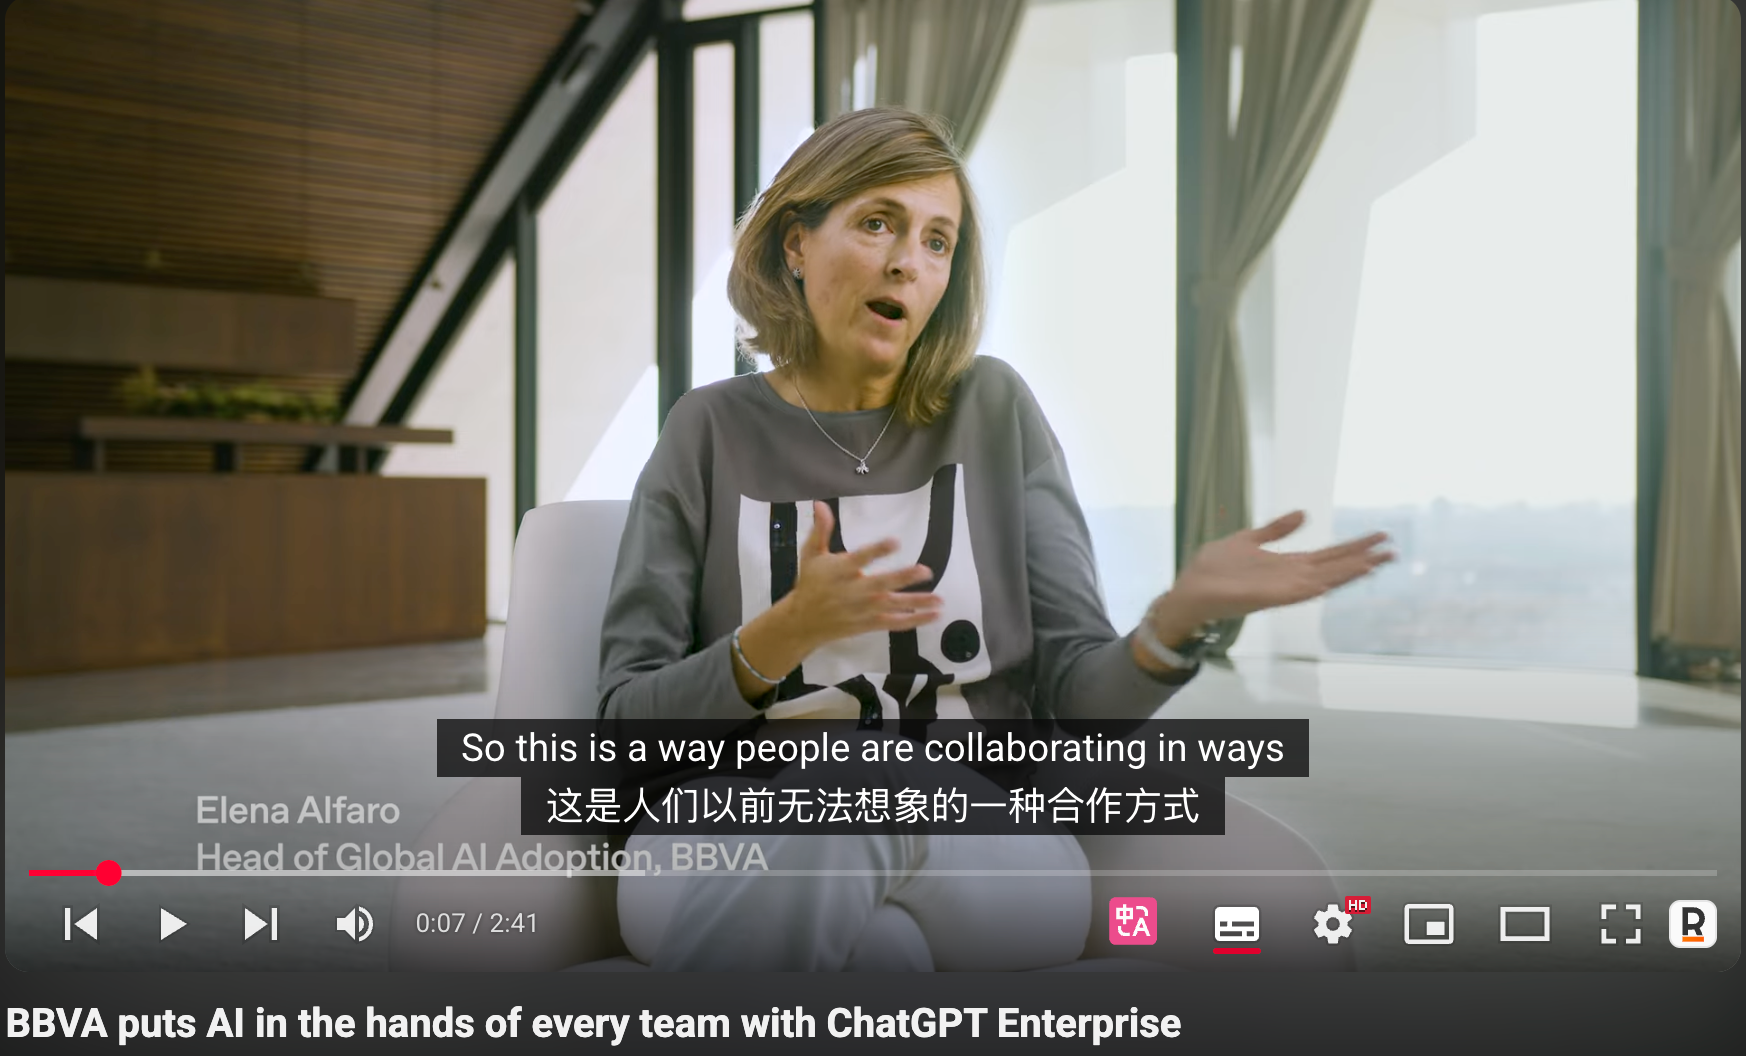 So this is a way people are collaborating in ways
这是人们以前无法想象的一种合作方式
Elena Alfaro
Head of Global AI Adoption, BBVA
0:07 / 2:41
中A
HD
R
BBVA puts AI in the hands of every team with ChatGPT Enterprise